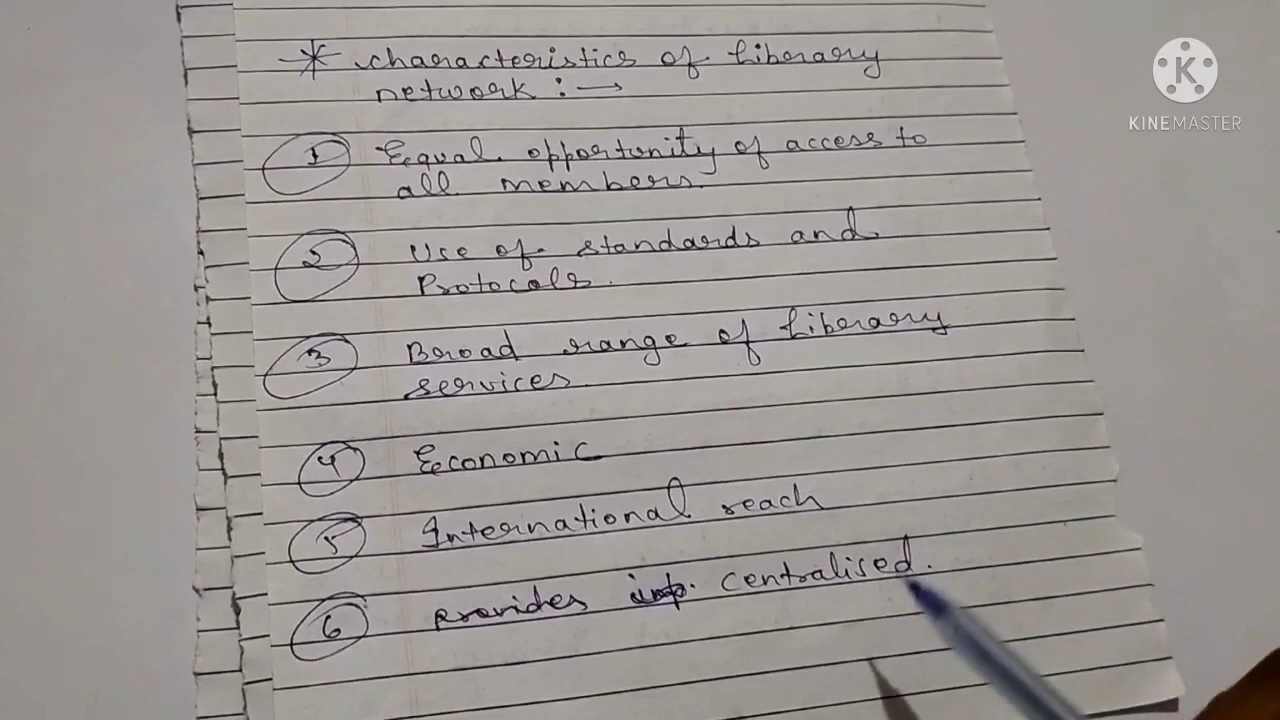 * characteristics of Liberary
network : →
1 Equal opportunity of access to
all members.
2 Use of standards and
Protocols.
3 Broad range of Liberary
services.
4 Economic
5 International reach
6 Provides centralised.
K
KINEMASTER